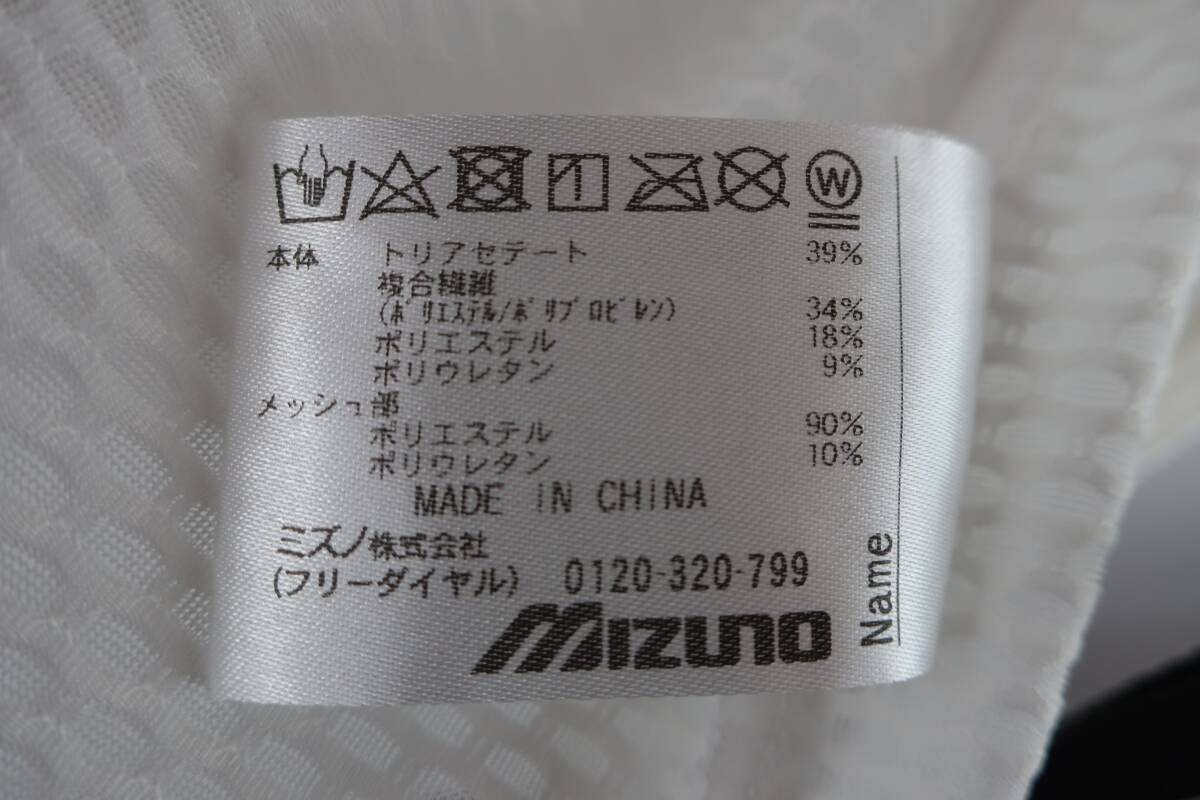 W
本体 トリアセテート 39%
複合繊維
(ポリエステル/ポリプロピレン) 34%
ポリエステル 18%
ポリウレタン 9%
メッシュ部
ポリエステル 90%
ポリウレタン 10%
MADE IN CHINA
ミズノ株式会社
(フリーダイヤル) 0120-320-799
MIZUNO
Name